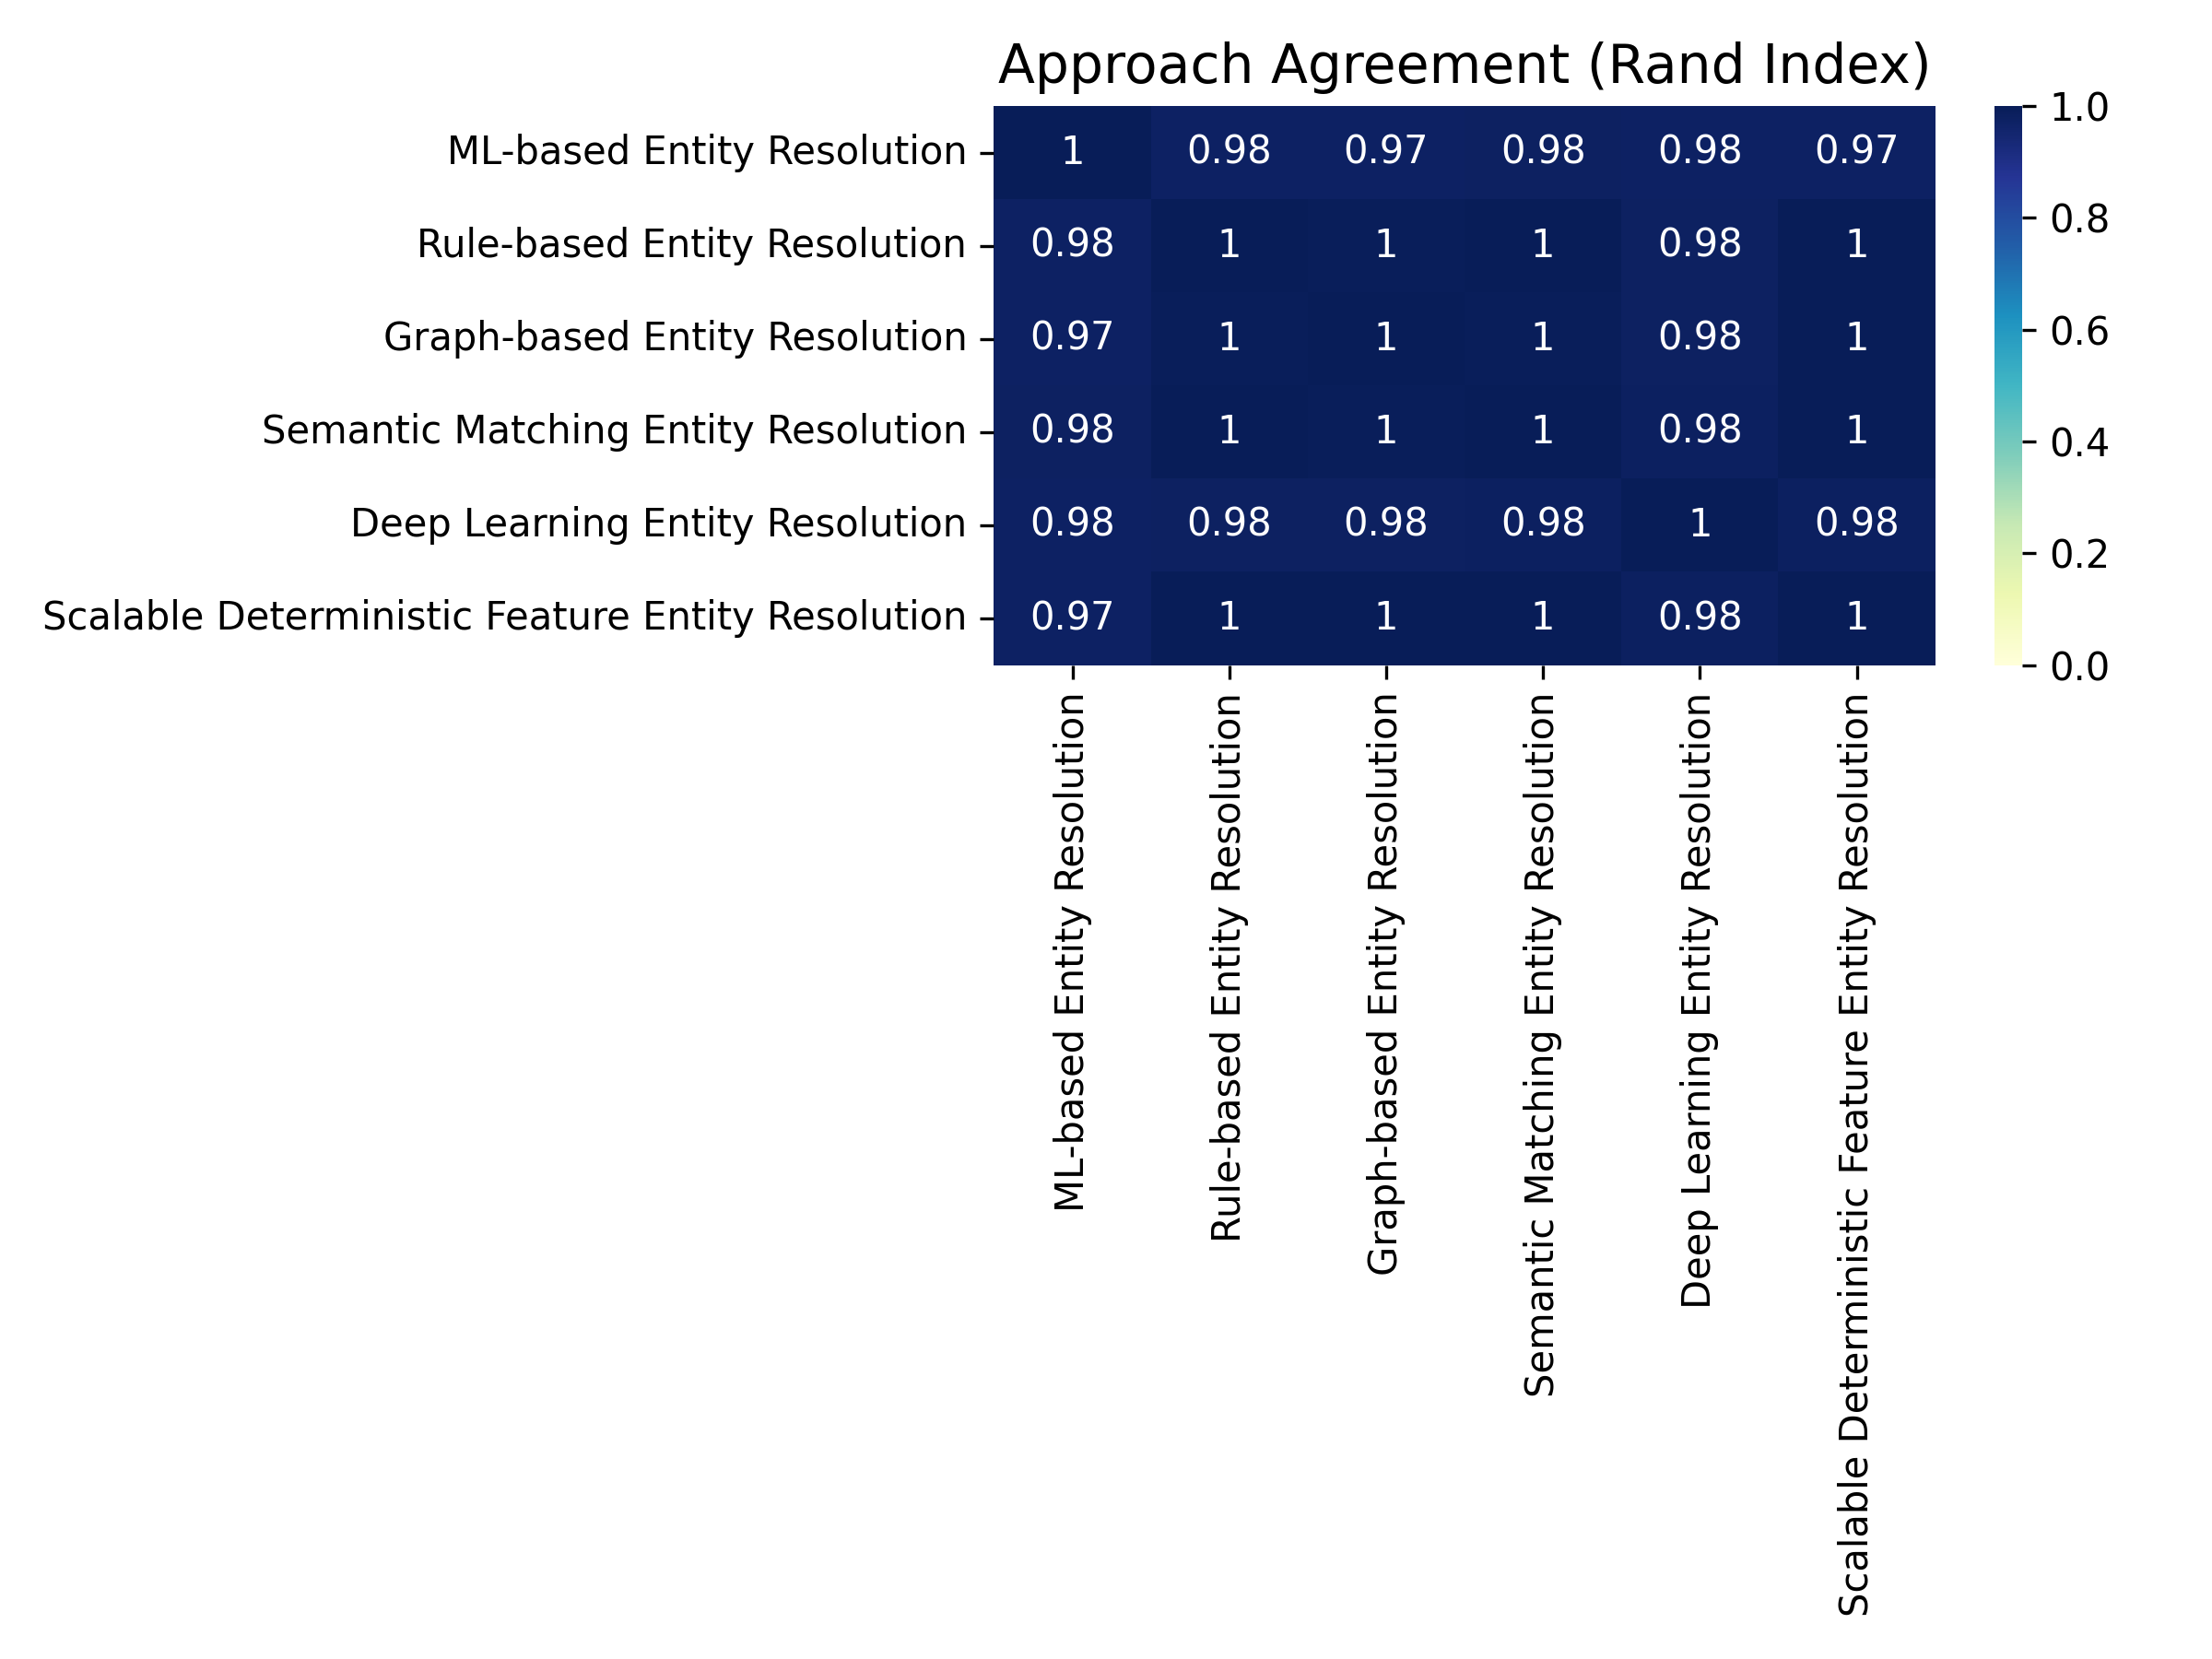 Approach Agreement (Rand Index)
ML-based Entity Resolution 1 0.98 0.97 0.98 0.98 0.97
Rule-based Entity Resolution 0.98 1 1 1 0.98 1
Graph-based Entity Resolution 0.97 1 1 1 0.98 1
Semantic Matching Entity Resolution 0.98 1 1 1 0.98 1
Deep Learning Entity Resolution 0.98 0.98 0.98 0.98 1 0.98
Scalable Deterministic Feature Entity Resolution 0.97 1 1 1 0.98 1
ML-based Entity Resolution
Rule-based Entity Resolution
Graph-based Entity Resolution
Semantic Matching Entity Resolution
Deep Learning Entity Resolution
Scalable Deterministic Feature Entity Resolution
1.0
0.8
0.6
0.4
0.2
0.0